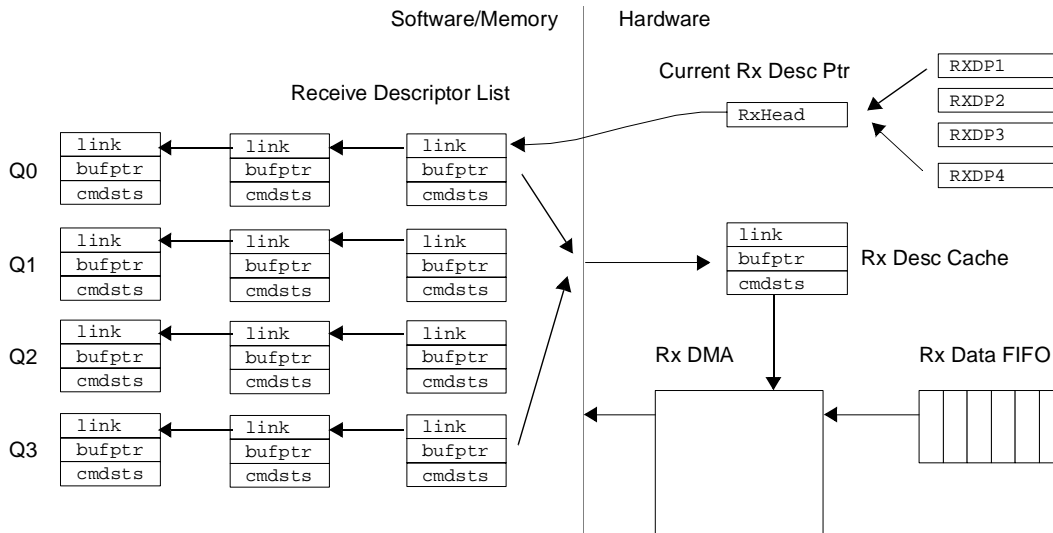 Software/Memory Hardware
Current Rx Desc Ptr
RXDP1
RXDP2
RXDP3
RXDP4
RxHead
Receive Descriptor List
Q0
link link link
bufptr bufptr bufptr
cmdsts cmdsts cmdsts
Q1
link link link
bufptr bufptr bufptr
cmdsts cmdsts cmdsts
Q2
link link link
bufptr bufptr bufptr
cmdsts cmdsts cmdsts
Q3
link link link
bufptr bufptr bufptr
cmdsts cmdsts cmdsts
link
bufptr
cmdsts
Rx Desc Cache
Rx DMA
Rx Data FIFO